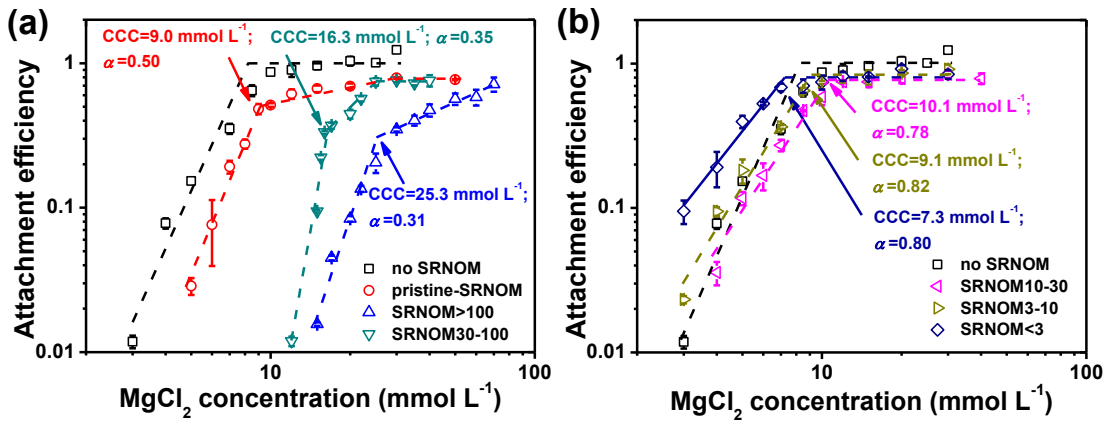 (a)
Attachment efficiency
1
0.1
0.01
10
100
MgCl₂ concentration (mmol L⁻¹)
CCC=9.0 mmol L⁻¹;
α=0.50
CCC=16.3 mmol L⁻¹; α=0.35
CCC=25.3 mmol L⁻¹;
α=0.31
no SRNOM
pristine-SRNOM
SRNOM>100
SRNOM30-100
(b)
Attachment efficiency
1
0.1
0.01
10
100
MgCl₂ concentration (mmol L⁻¹)
CCC=10.1 mmol L⁻¹;
α=0.78
CCC=9.1 mmol L⁻¹;
α=0.82
CCC=7.3 mmol L⁻¹;
α=0.80
no SRNOM
SRNOM10-30
SRNOM3-10
SRNOM<3